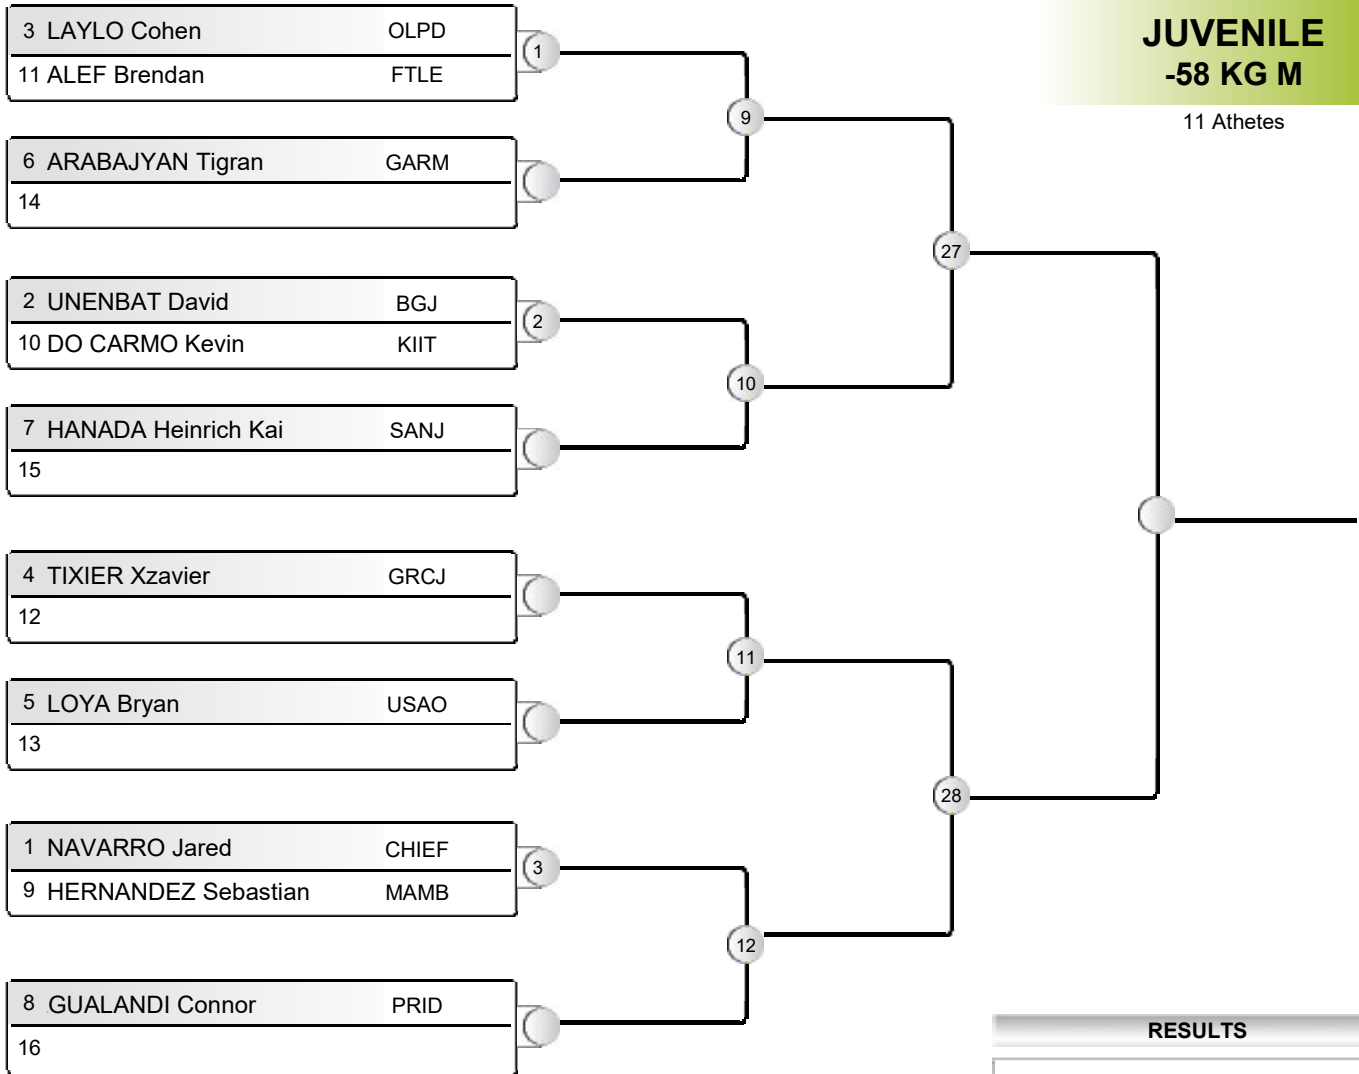 3 LAYLO Cohen OLPD
11 ALEF Brendan FTLE
1
JUVENILE
-58 KG M
11 Athetes
9
6 ARABAJYAN Tigran GARM
14
27
2 UNENBAT David BGJ
10 DO CARMO Kevin KIIT
2
10
7 HANADA Heinrich Kai SANJ
15
4 TIXIER Xzavier GRCJ
12
11
5 LOYA Bryan USAO
13
28
1 NAVARRO Jared CHIEF
9 HERNANDEZ Sebastian MAMB
3
12
8 GUALANDI Connor PRID
16
RESULTS